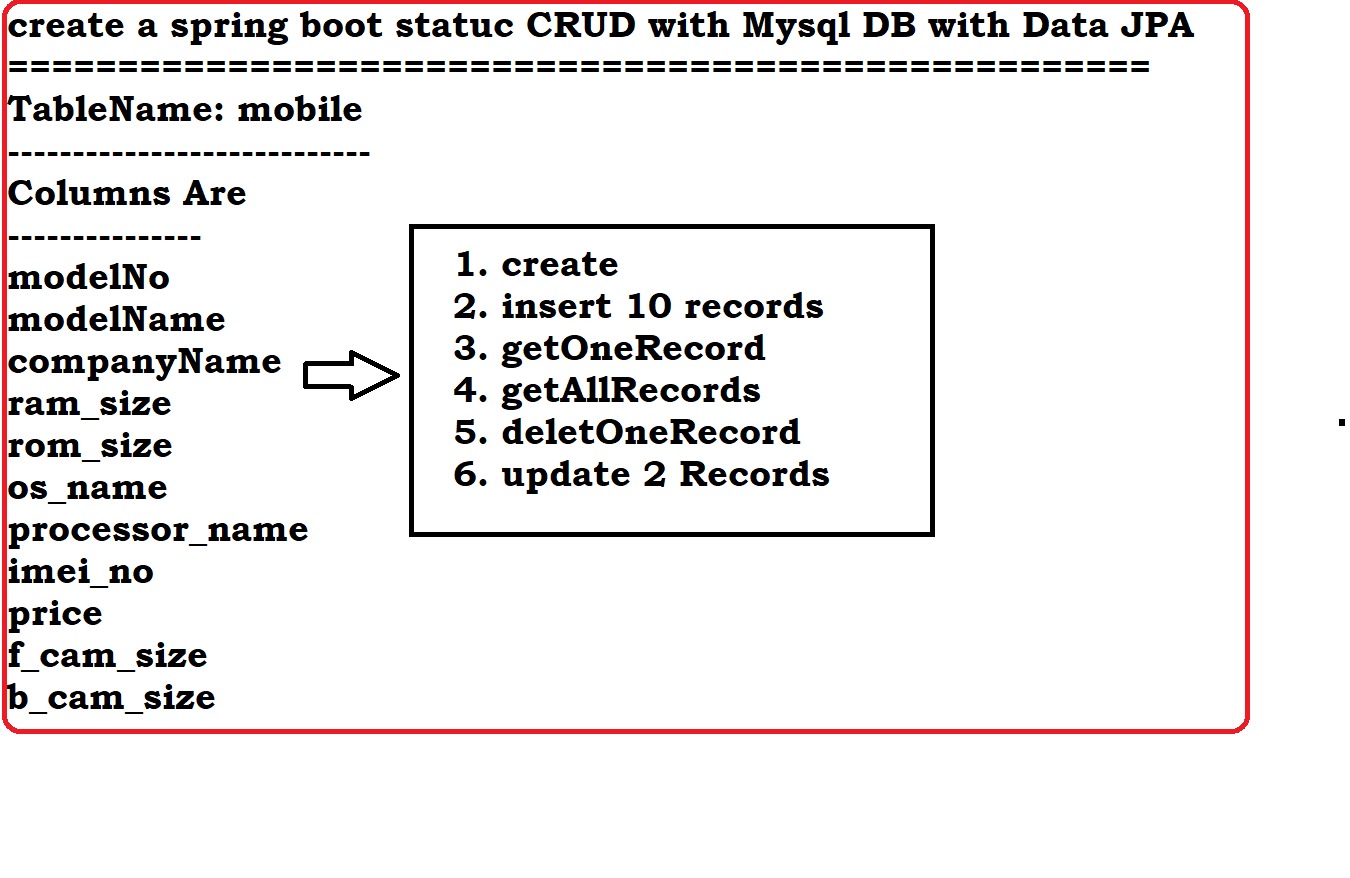 create a spring boot statuc CRUD with Mysql DB with Data JPA
====================================================
TableName: mobile
----------------------------
Columns Are
---------------
modelNo
modelName
companyName
ram_size
rom_size
os_name
processor_name
imei_no
price
f_cam_size
b_cam_size
1. create
2. insert 10 records
3. getOneRecord
4. getAllRecords
5. deletOneRecord
6. update 2 Records
.